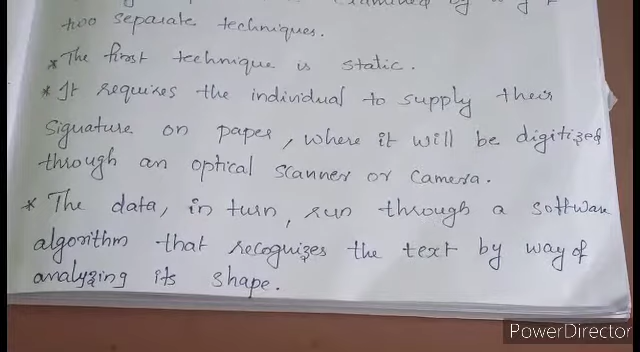 examined by
two separate techniques.
* The first technique is static.
* It requires the individual to supply their
signature on paper, where it will be digitized
through an optical scanner or camera.
* The data, in turn, run through a software
algorithm that recognizes the text by way of
analyzing its shape.
PowerDirector